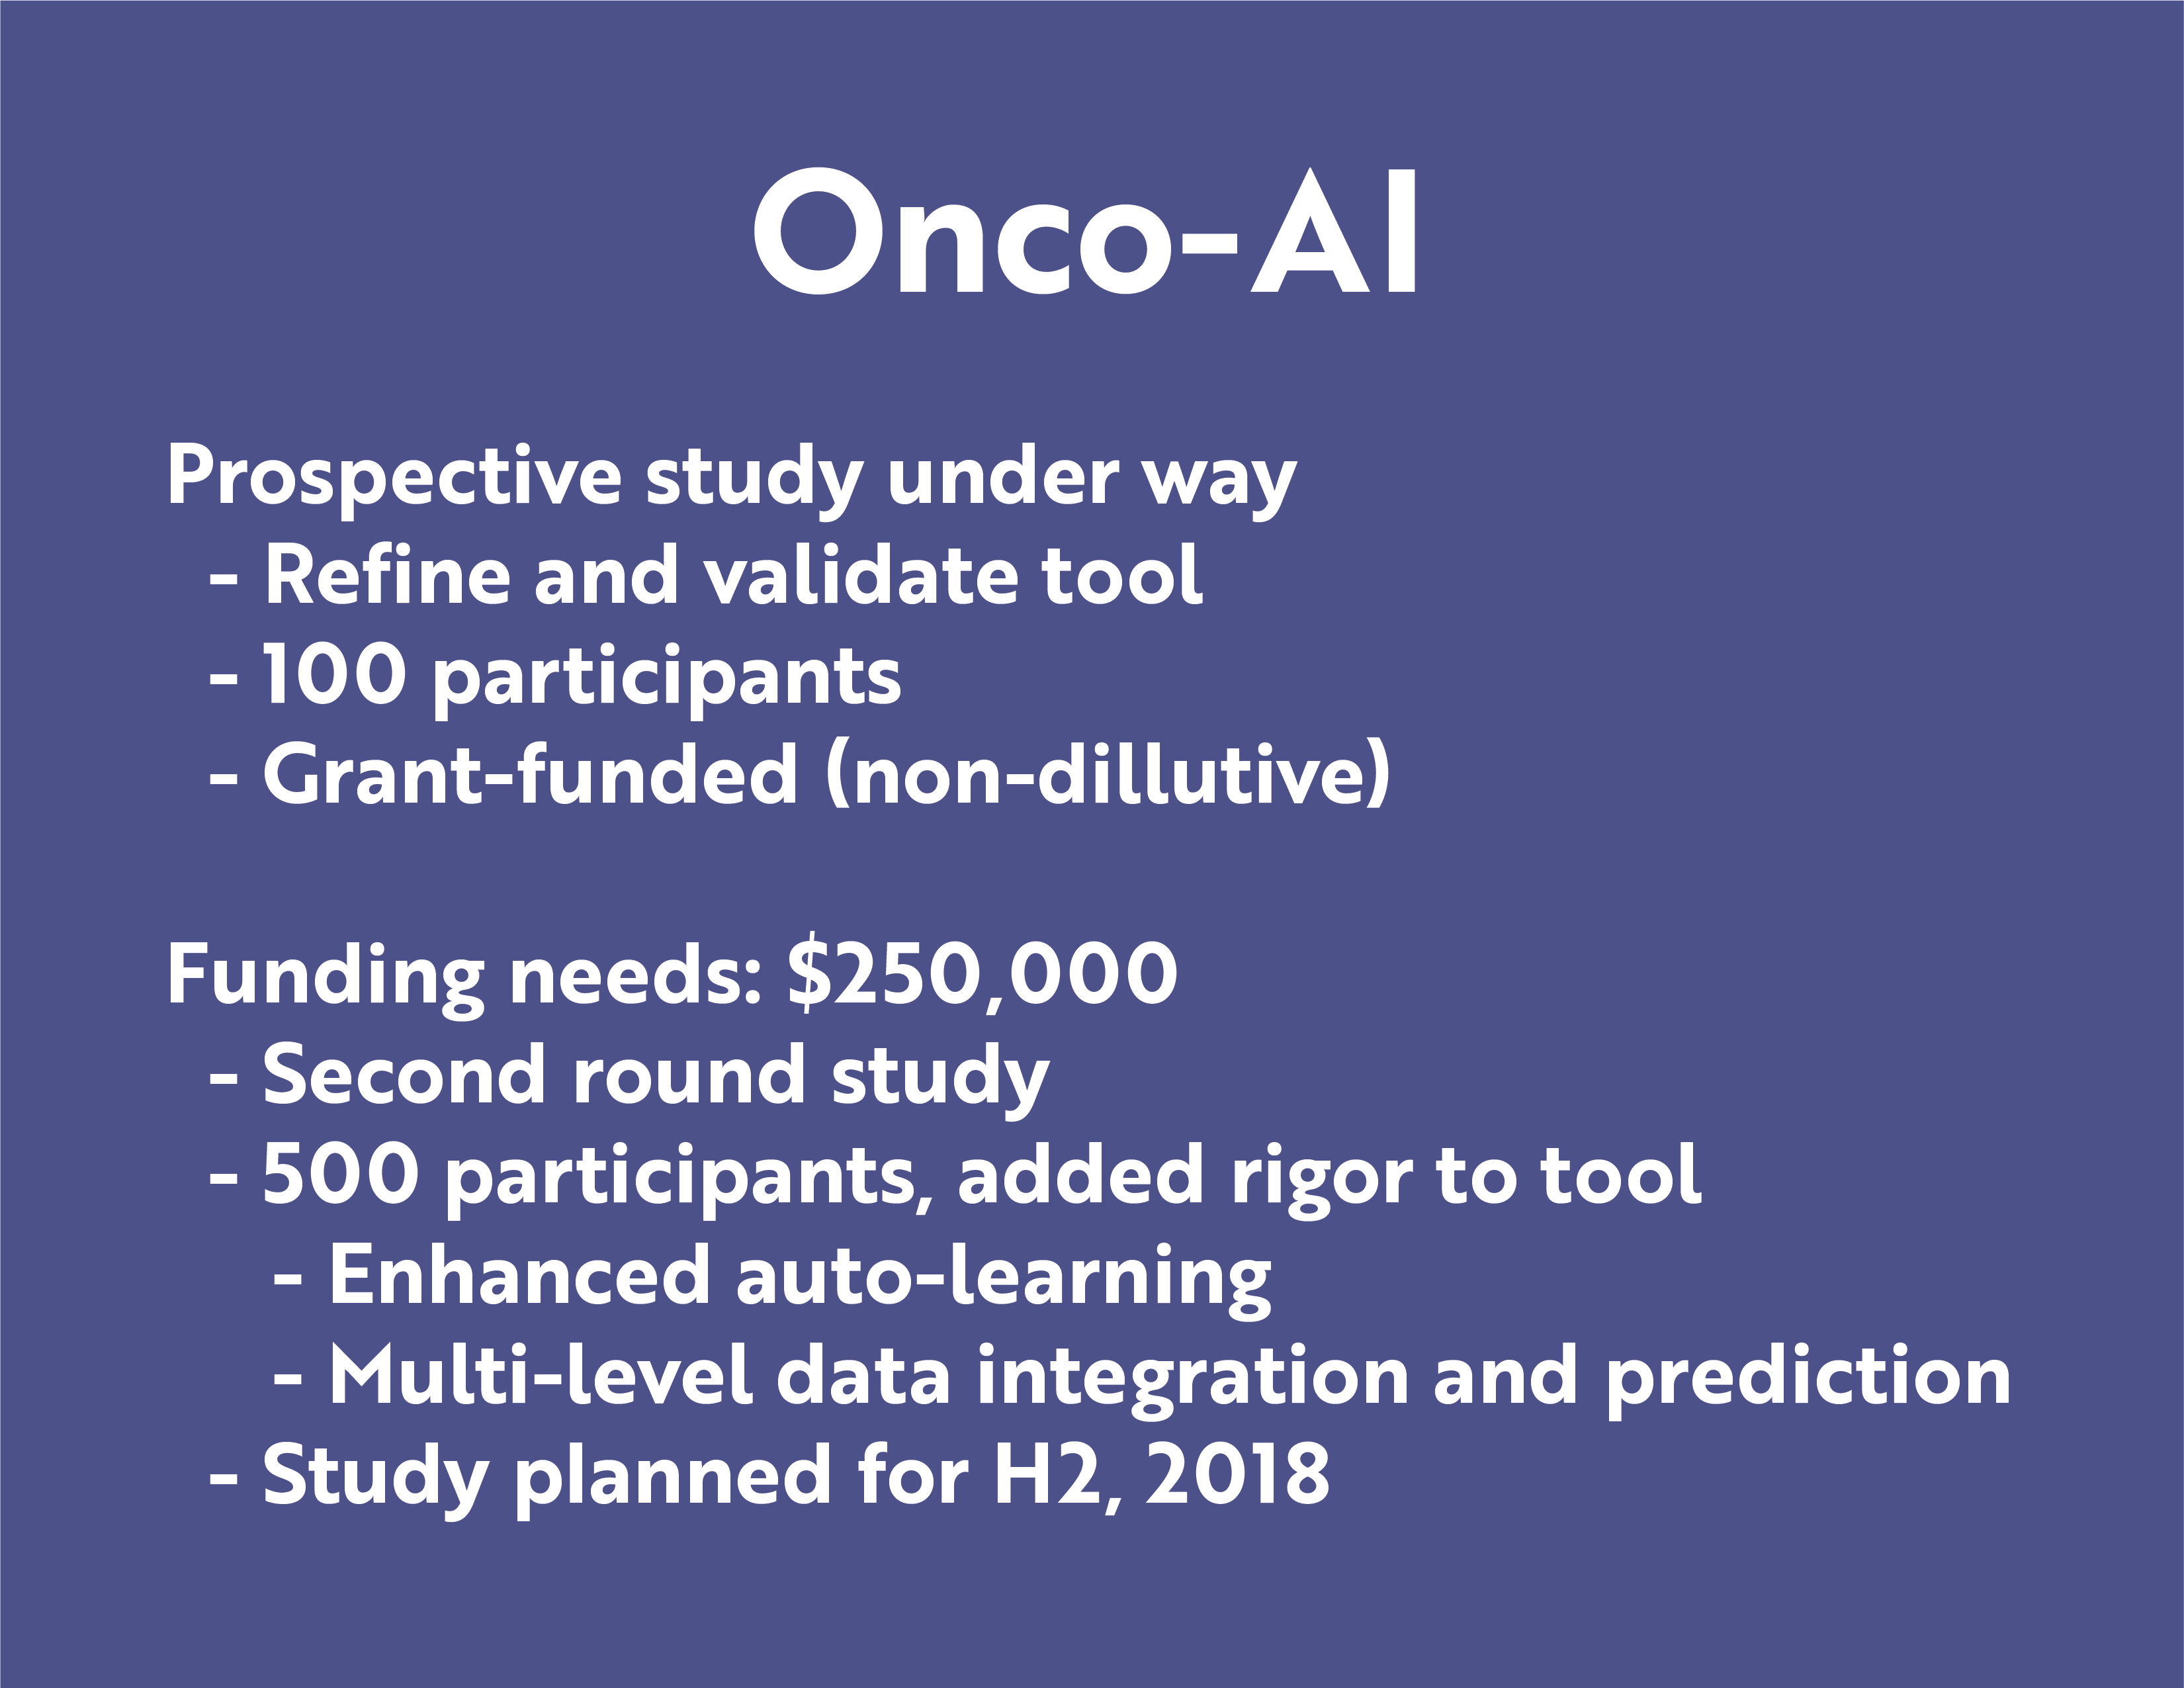 Onco-AI
Prospective study under way
- Refine and validate tool
- 100 participants
- Grant-funded (non-dillutive)
Funding needs: $250,000
- Second round study
- 500 participants, added rigor to tool
- Enhanced auto-learning
- Multi-level data integration and prediction
- Study planned for H2, 2018